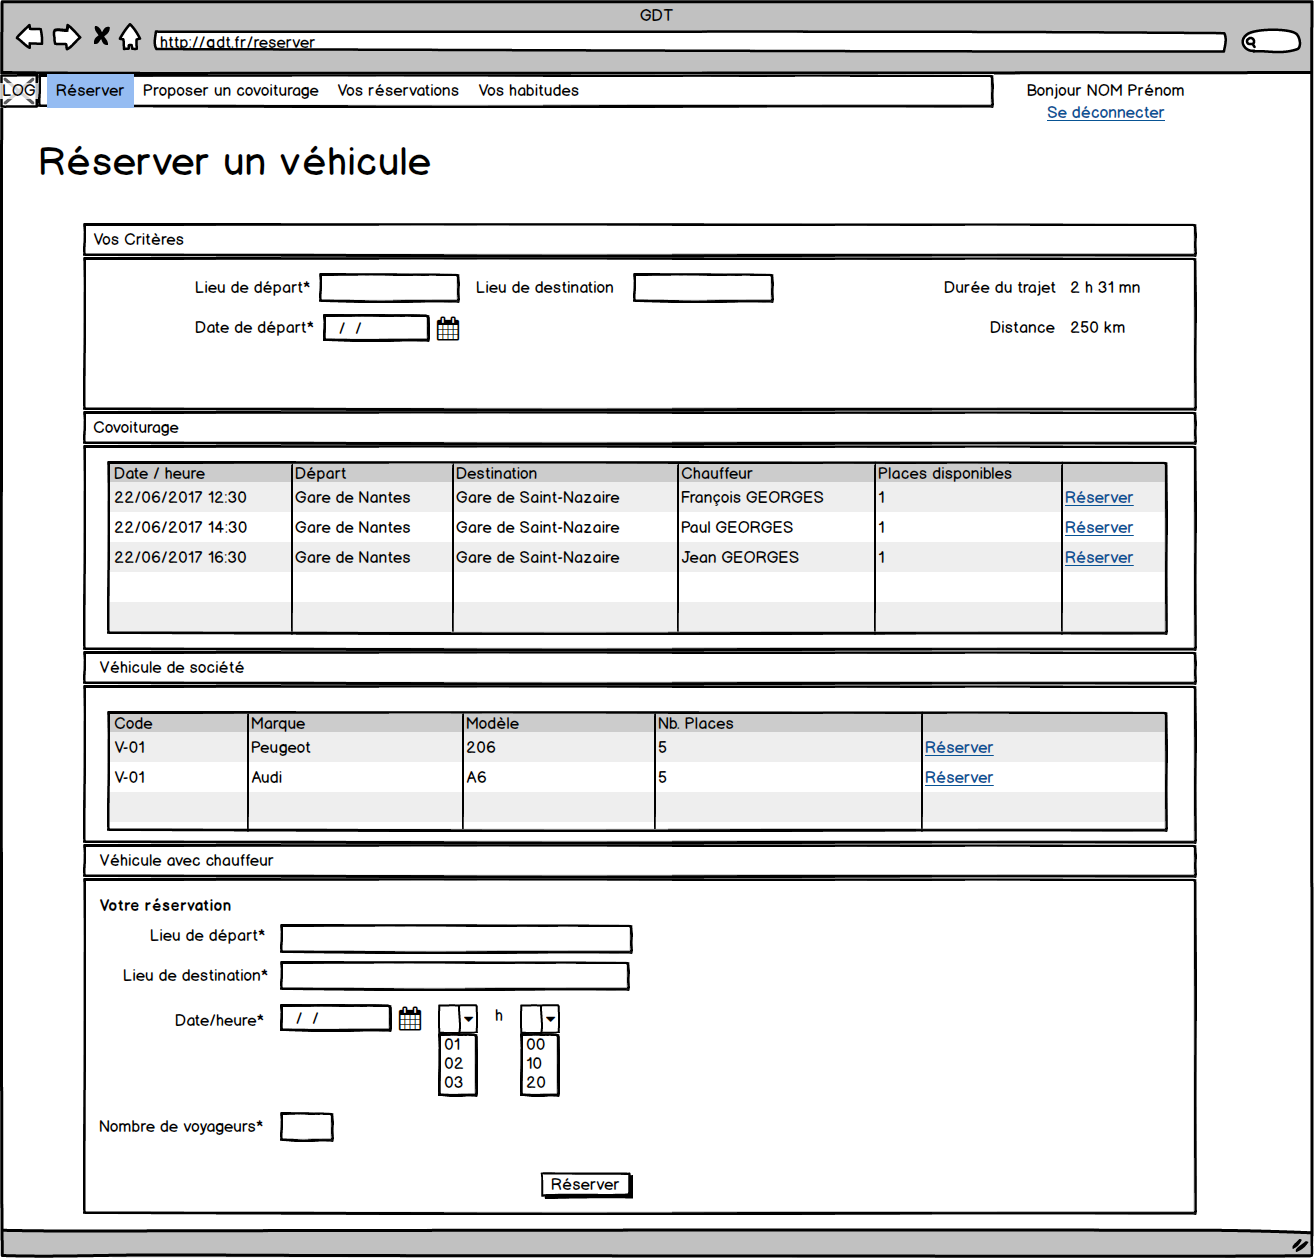 GDT
http://gdt.fr/reserver
LOG Réserver Proposer un covoiturage Vos réservations Vos habitudes Bonjour NOM Prénom
Se déconnecter
Réserver un véhicule
Vos Critères
Lieu de départ* Lieu de destination Durée du trajet 2 h 31 mn
Date de départ* / / Distance 250 km
Covoiturage
Date / heure Départ Destination Chauffeur Places disponibles
22/06/2017 12:30 Gare de Nantes Gare de Saint-Nazaire François GEORGES 1 Réserver
22/06/2017 14:30 Gare de Nantes Gare de Saint-Nazaire Paul GEORGES 1 Réserver
22/06/2017 16:30 Gare de Nantes Gare de Saint-Nazaire Jean GEORGES 1 Réserver
Véhicule de société
Code Marque Modèle Nb. Places
V-01 Peugeot 206 5 Réserver
V-01 Audi A6 5 Réserver
Véhicule avec chauffeur
Votre réservation
Lieu de départ*
Lieu de destination*
Date/heure* / / h
01 00
02 10
03 20
Nombre de voyageurs*
Réserver